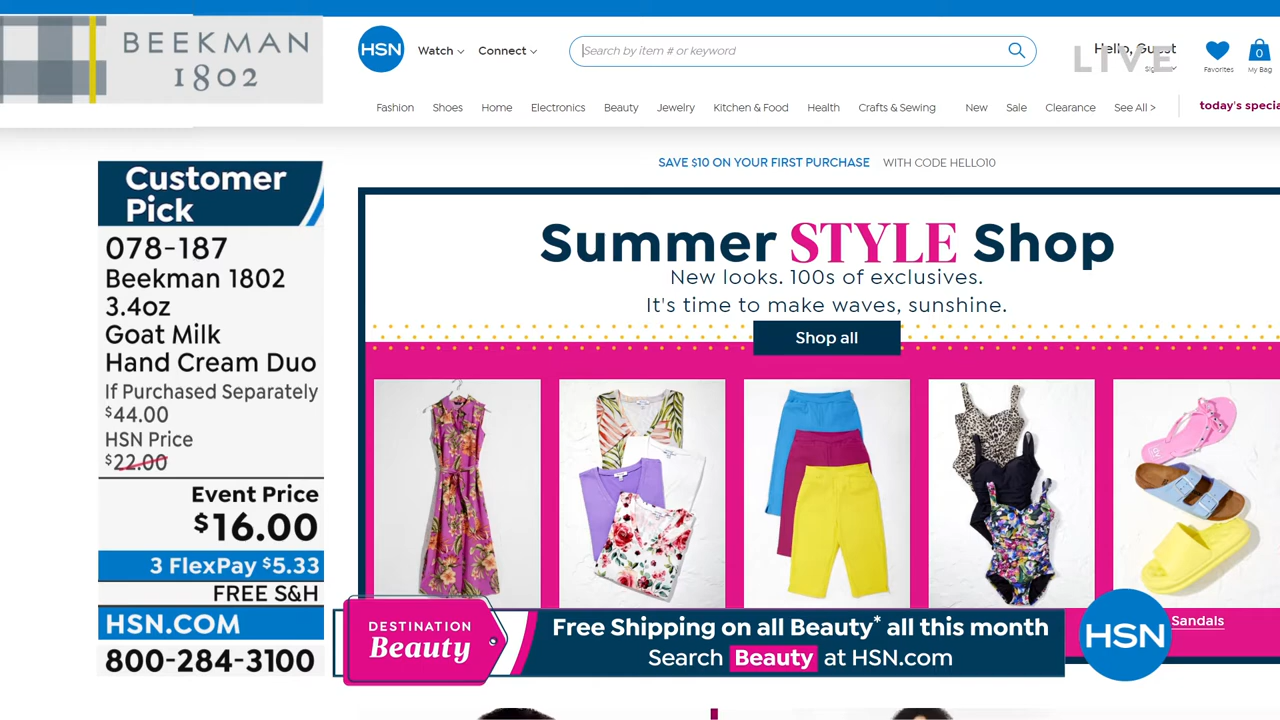 BEEKMAN
1802
HSN
Watch
Connect
Search by item # or keyword
Hello, Guest
LIVE
Favorites
0
My Bag
Fashion
Shoes
Home
Electronics
Beauty
Jewelry
Kitchen & Food
Health
Crafts & Sewing
New
Sale
Clearance
See All >
today's specia
SAVE $10 ON YOUR FIRST PURCHASE WITH CODE HELLO10
Customer
Pick
078-187
Beekman 1802
3.4oz
Goat Milk
Hand Cream Duo
If Purchased Separately
$44.00
HSN Price
$22.00
Event Price
$16.00
3 FlexPay $5.33
FREE S&H
HSN.COM
800-284-3100
Summer STYLE Shop
New looks. 100s of exclusives.
It's time to make waves, sunshine.
Shop all
DESTINATION
Beauty
Free Shipping on all Beauty* all this month
Search Beauty at HSN.com
HSN
Sandals